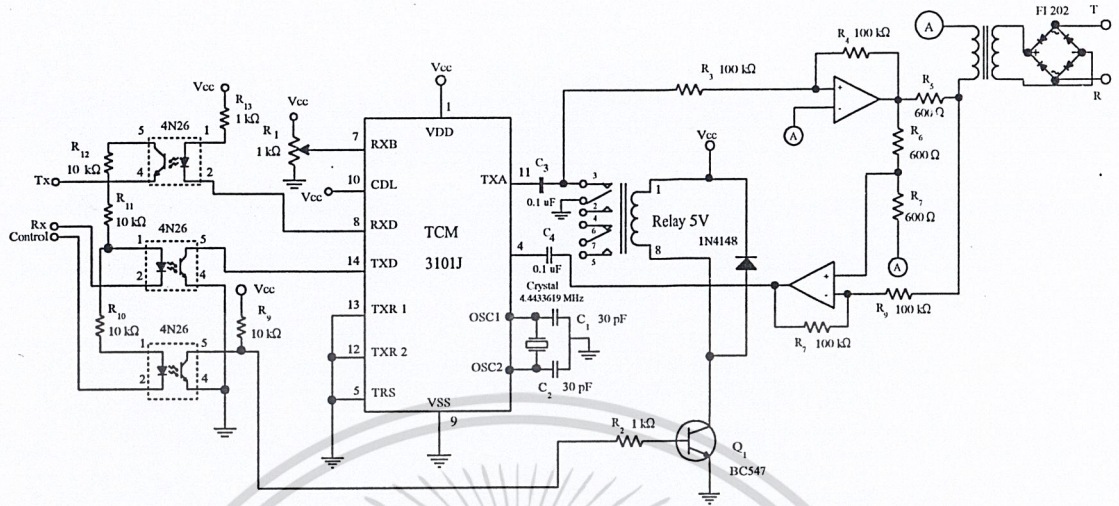 FI 202
T
R
A
R5
600 Ω
R4 100 kΩ
R3 100 kΩ
+
-
A
R6
600 Ω
R7
600 Ω
A
+
-
R9 100 kΩ
R7 100 kΩ
Vcc
R13
1 kΩ
4N26
5
1
4
2
R12
10 kΩ
Tx
R11
10 kΩ
Rx
Control
4N26
1
5
2
4
R10
10 kΩ
4N26
1
5
2
4
Vcc
R9
10 kΩ
Vcc
R1
1 kΩ
Vcc
Vcc
1
VDD
7
RXB
10
CDL
8
RXD
14
TXD
13
TXR 1
12
TXR 2
5
TRS
VSS
9
TCM
3101J
TXA
11
C3
0.1 uF
4
C4
0.1 uF
Crystal
4.4433619 MHz
OSC1
OSC2
C1
30 pF
C2
30 pF
3
2
4
6
7
5
1
8
Relay 5V
Vcc
1N4148
R2 1 kΩ
Q1
BC547